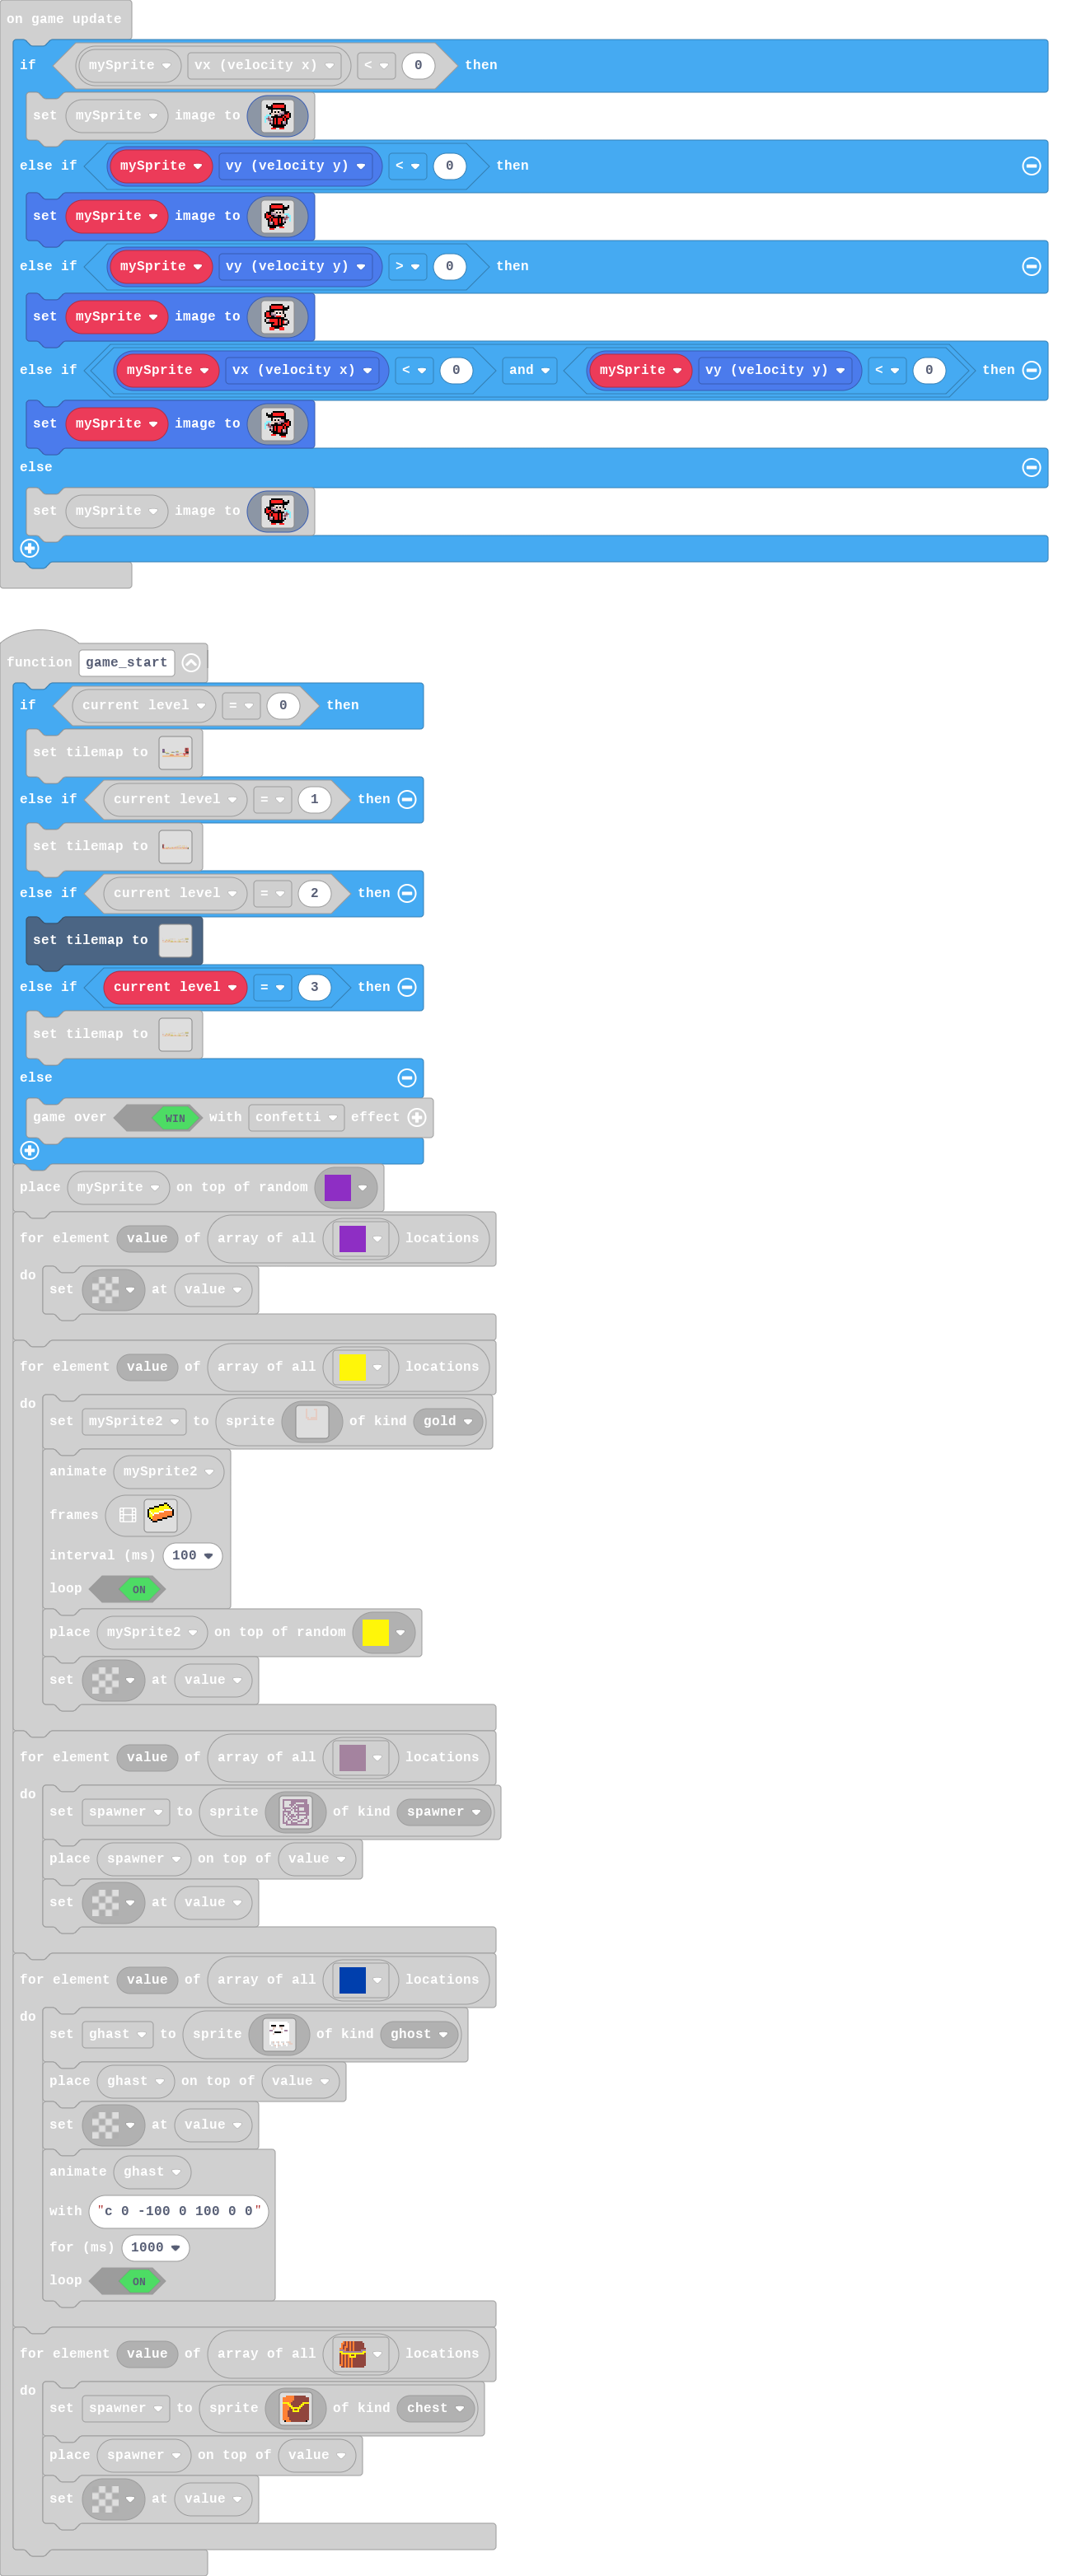 on game update
if mySprite vx (velocity x) < 0 then
set mySprite image to
else if mySprite vy (velocity y) < 0 then
set mySprite image to
else if mySprite vy (velocity y) > 0 then
set mySprite image to
else if mySprite vx (velocity x) < 0 and mySprite vy (velocity y) < 0 then
set mySprite image to
else
set mySprite image to
function game_start
if current level = 0 then
set tilemap to
else if current level = 1 then
set tilemap to
else if current level = 2 then
set tilemap to
else if current level = 3 then
set tilemap to
else
game over WIN with confetti effect
place mySprite on top of random
for element value of array of all locations
do
set at value
for element value of array of all locations
do
set mySprite2 to sprite of kind gold
animate mySprite2
frames
interval (ms) 100
loop ON
place mySprite2 on top of random
set at value
for element value of array of all locations
do
set spawner to sprite of kind spawner
place spawner on top of value
set at value
for element value of array of all locations
do
set ghast to sprite of kind ghost
place ghast on top of value
set at value
animate ghast
with "c 0 -100 0 100 0 0"
for (ms) 1000
loop ON
for element value of array of all locations
do
set spawner to sprite of kind chest
place spawner on top of value
set at value